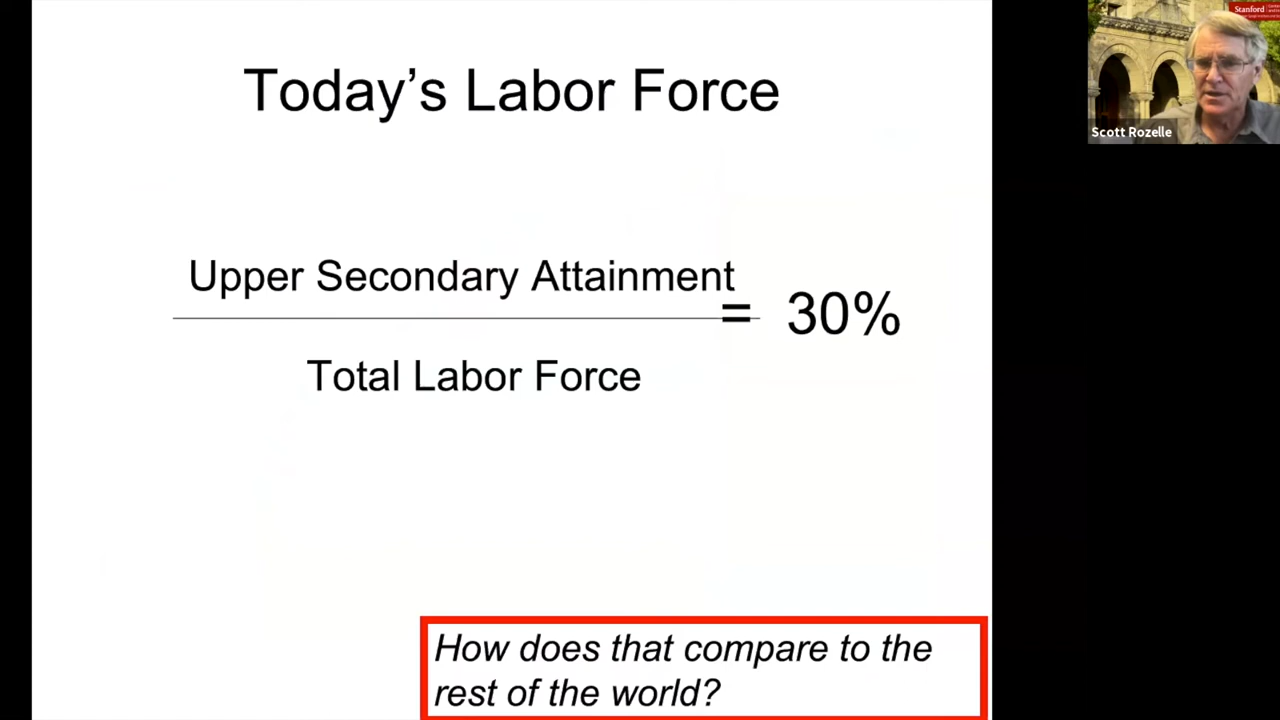 Today’s Labor Force
Upper Secondary Attainment
= 30%
Total Labor Force
How does that compare to the
rest of the world?
Stanford
Scott Rozelle